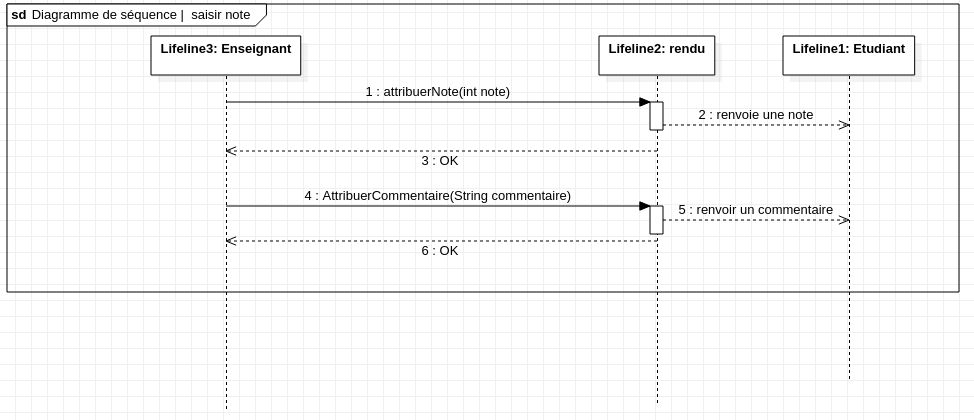 sd Diagramme de séquence | saisir note
Lifeline3: Enseignant
Lifeline2: rendu
Lifeline1: Etudiant
1 : attribuerNote(int note)
2 : renvoie une note
3 : OK
4 : AttribuerCommentaire(String commentaire)
5 : renvoir un commentaire
6 : OK